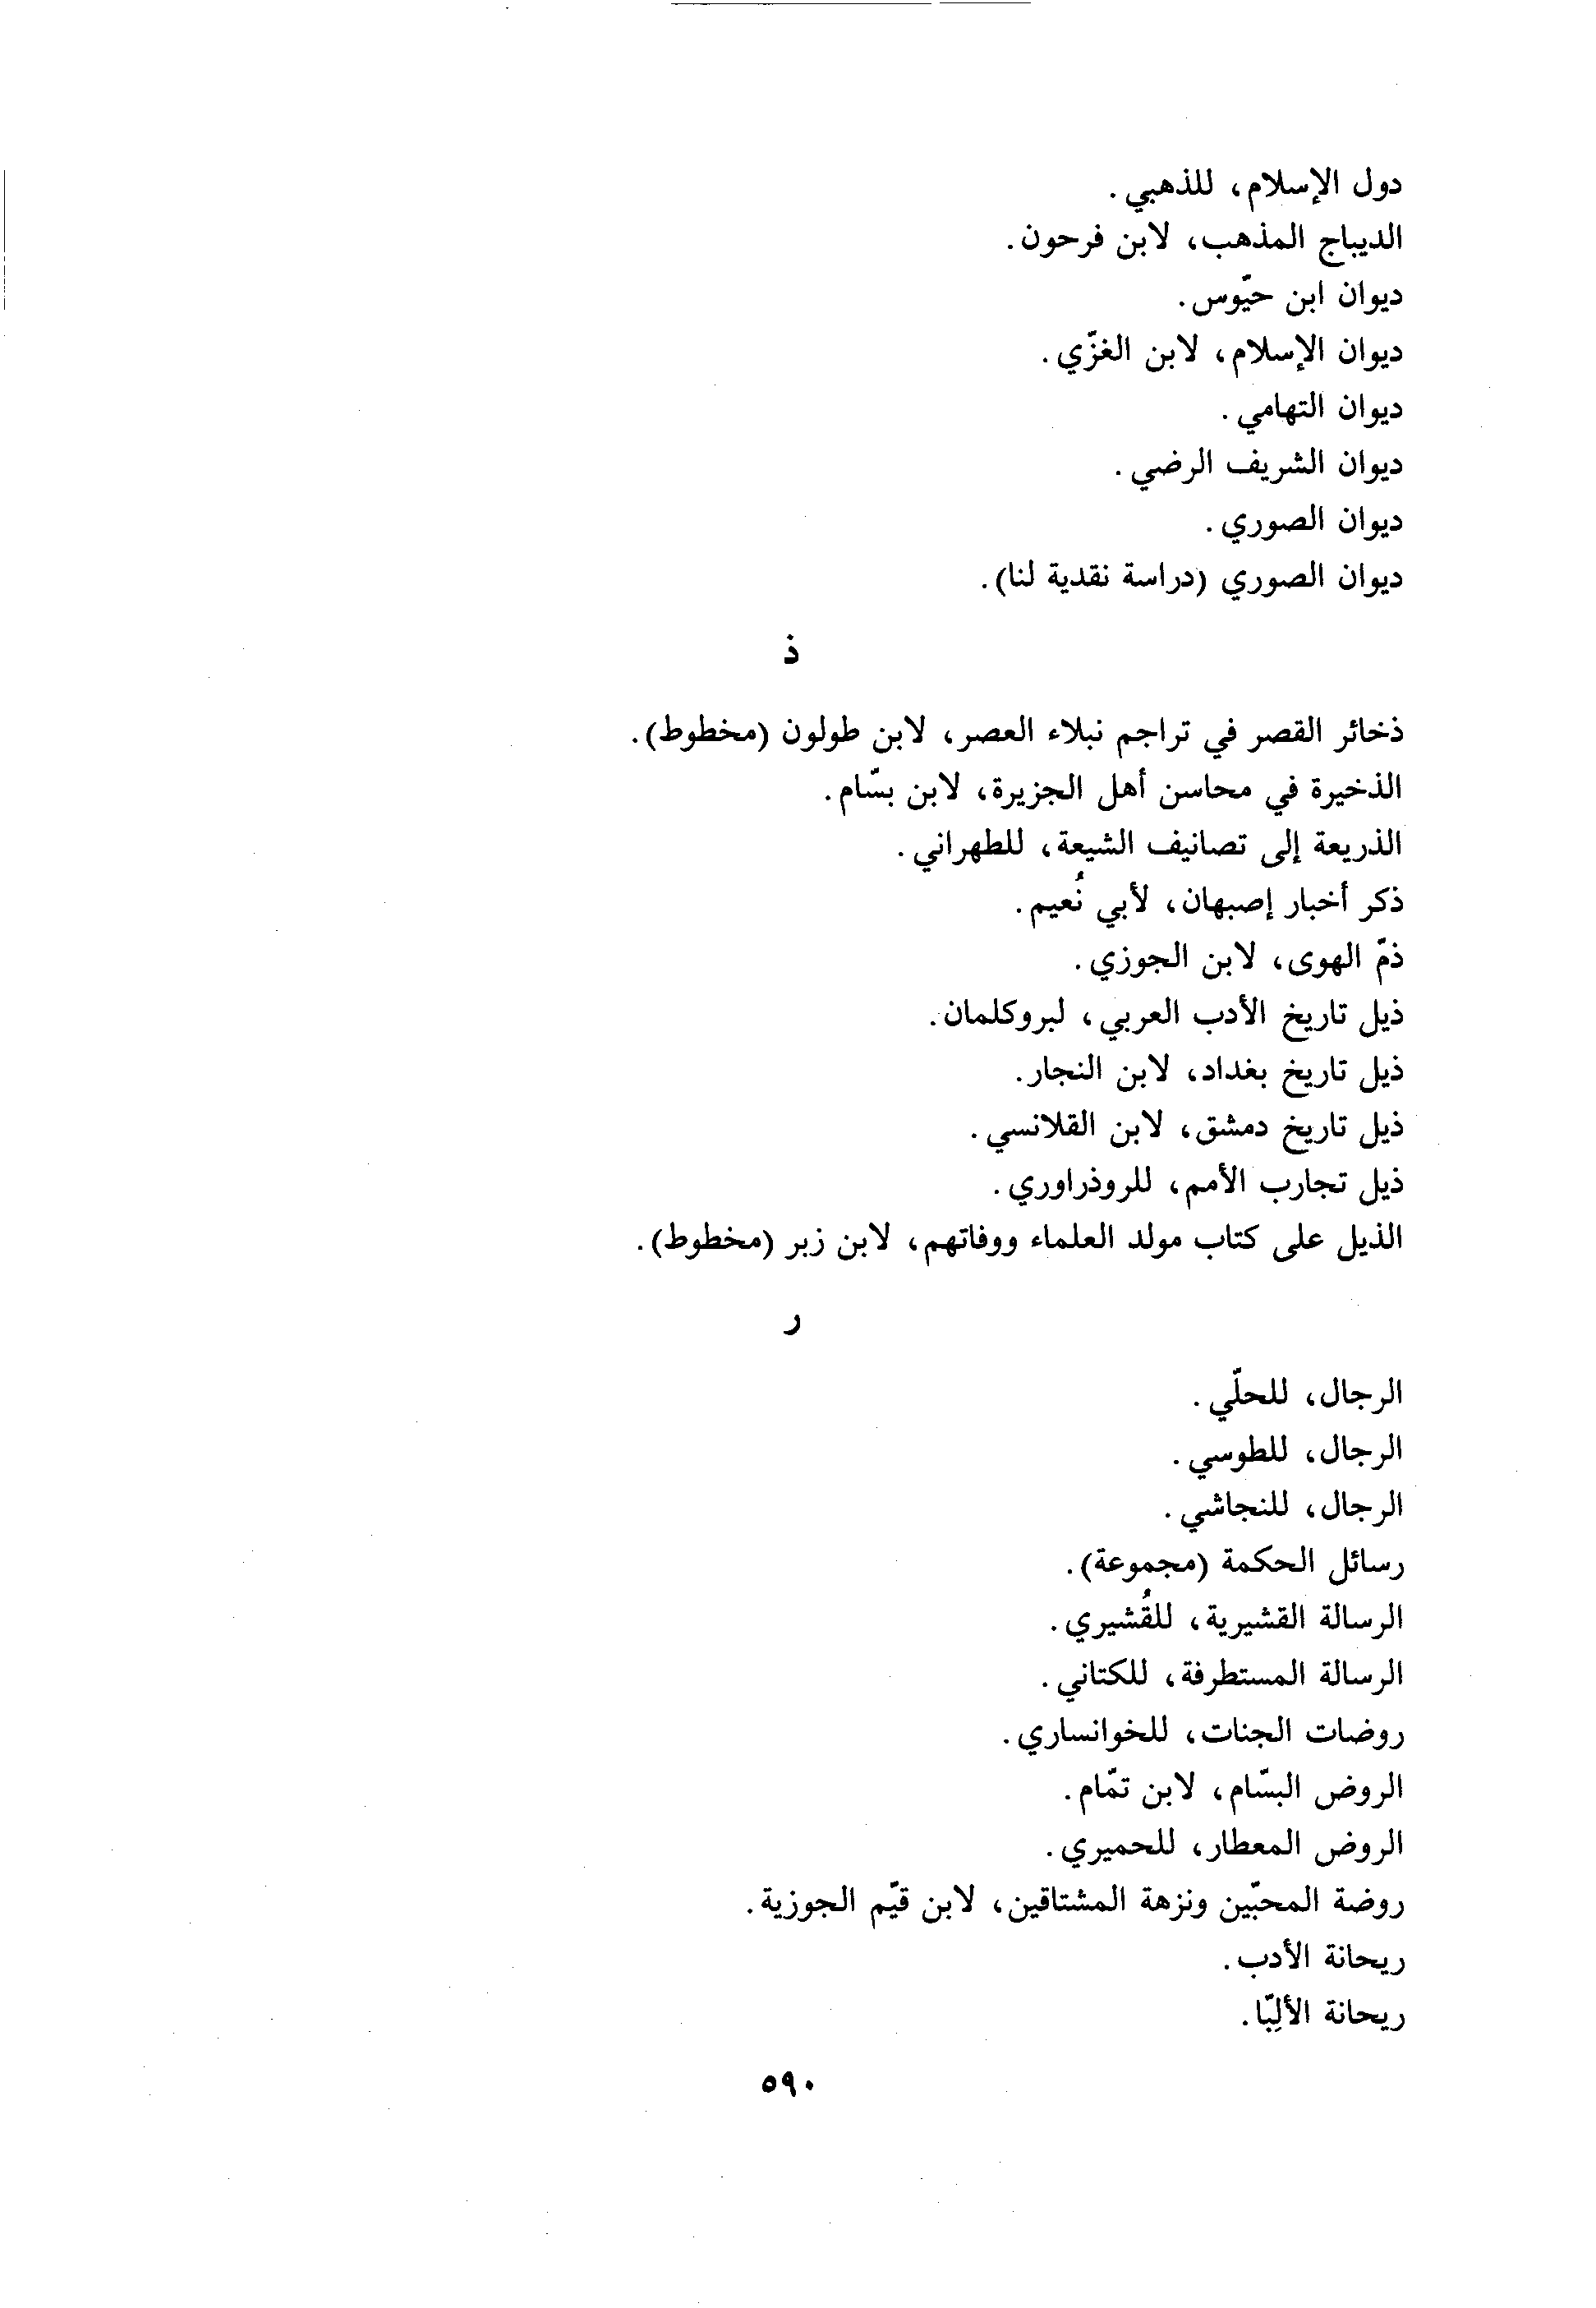 دول الإسلام، للذهبي.
الديباج المذهب، لابن فرحون.
ديوان ابن حيّوس.
ديوان الإسلام، لابن الغزّي.
ديوان التهامي.
ديوان الشريف الرضي.
ديوان الصوري.
ديوان الصوري (دراسة نقدية لنا).
ذ
ذخائر القصر في تراجم نبلاء العصر، لابن طولون (مخطوط).
الذخيرة في محاسن أهل الجزيرة، لابن بسّام.
الذريعة إلى تصانيف الشيعة، للطهراني.
ذكر أخبار إصبهان، لأبي نُعيم.
ذمّ الهوى، لابن الجوزي.
ذيل تاريخ الأدب العربي، لبروكلمان.
ذيل تاريخ بغداد، لابن النجار.
ذيل تاريخ دمشق، لابن القلانسي.
ذيل تجارب الأمم، للروذراوري.
الذيل على كتاب مولد العلماء ووفاتهم، لابن زبر (مخطوط).
ر
الرجال، للحلّي.
الرجال، للطوسي.
الرجال، للنجاشي.
رسائل الحكمة (مجموعة).
الرسالة القشيرية، للقُشيري.
الرسالة المستطرفة، للكتاني.
روضات الجنات، للخوانساري.
الروض البسّام، لابن تمّام.
الروض المعطار، للحميري.
روضة المحبّين ونزهة المشتاقين، لابن قيّم الجوزية.
ريحانة الأدب.
ريحانة الألِبّا.
٥٩٠